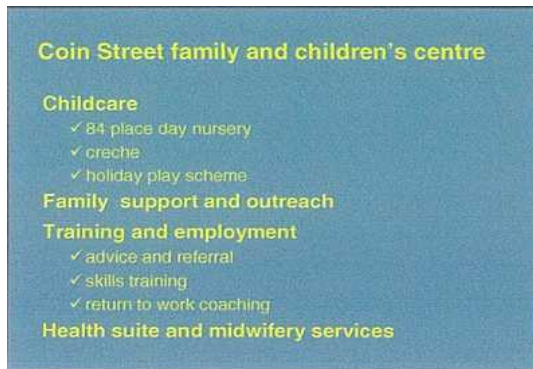 Coin Street family and children's centre
Childcare
✓ 84 place day nursery
✓ creche
✓ holiday play scheme
Family support and outreach
Training and employment
✓ advice and referral
✓ skills training
✓ return to work coaching
Health suite and midwifery services